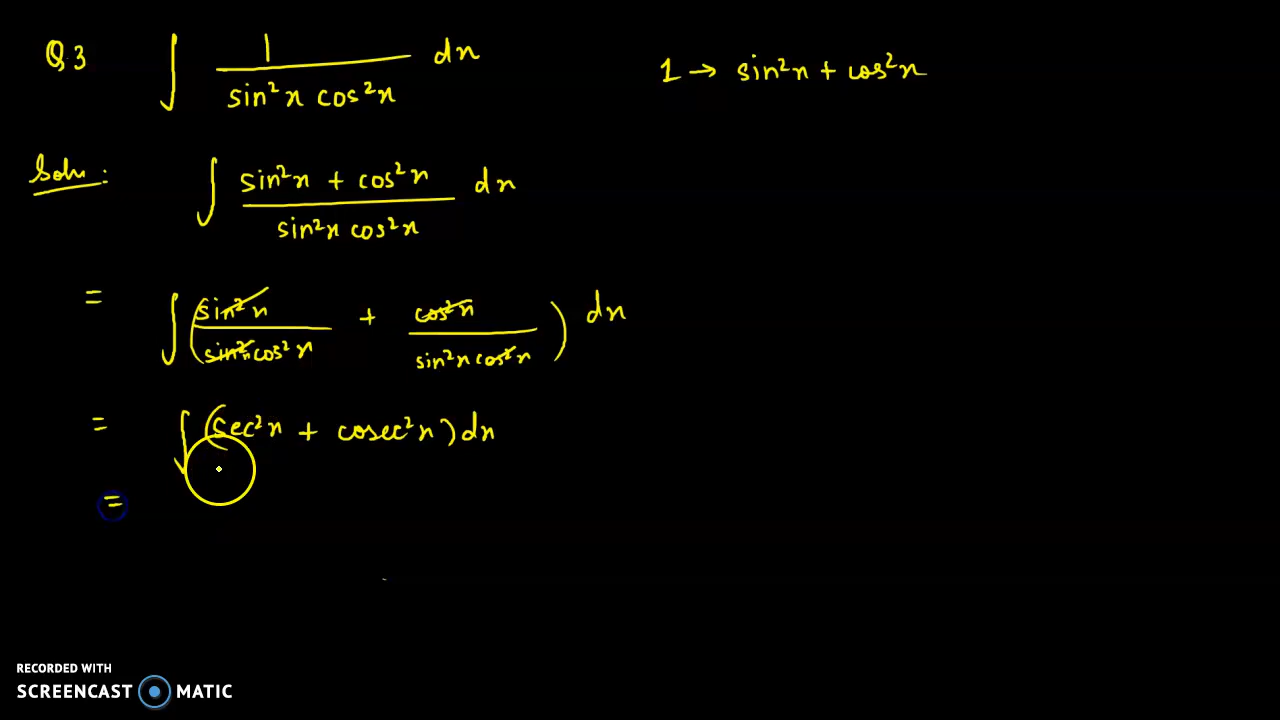 Q.3 ∫ 1 / (sin²x cos²x) dx 1 → sin²x + cos²x
Soln: ∫ (sin²x + cos²x) / (sin²x cos²x) dx
= ∫ (sin²x / (sin²x cos²x) + cos²x / (sin²x cos²x)) dx
= ∫ (sec²x + cosec²x) dx
=
RECORDED WITH
SCREENCAST MATIC